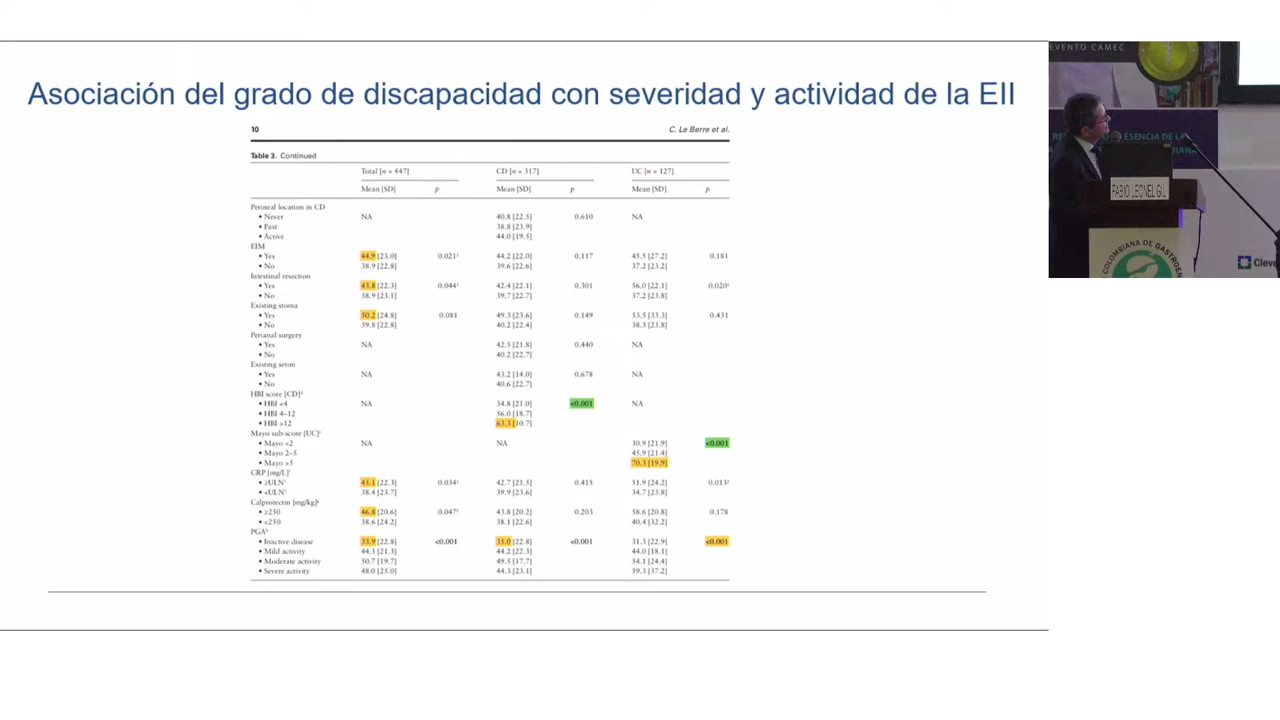 Asociación del grado de discapacidad con severidad y actividad de la EII
10 C. Le Berre et al.
Table 3. Continued
Total [n = 447] CD [n = 317] UC [n = 127]
Mean [SD] p Mean [SD] p Mean [SD] p
Perineal location in CD
• Never NA 40.8 [22.5] 0.610 NA
• Past 38.8 [23.9]
• Active 44.0 [19.5]
EIM
• Yes 44.9 [23.0] 0.021 44.2 [22.0] 0.117 45.5 [27.2] 0.181
• No 38.9 [22.8] 39.6 [22.6] 37.2 [23.2]
Intestinal resection
• Yes 43.8 [22.3] 0.044 42.4 [22.1] 0.301 56.0 [22.1] 0.020
• No 38.9 [23.1] 39.7 [22.7] 37.2 [23.8]
Existing stoma
• Yes 50.2 [24.8] 0.081 49.3 [23.6] 0.149 53.5 [33.3] 0.431
• No 39.8 [22.8] 40.2 [22.4] 38.3 [23.8]
Perianal surgery
• Yes NA 42.5 [21.8] 0.440 NA
• No 40.2 [22.7]
Existing seton
• Yes NA 43.2 [14.0] 0.678 NA
• No 40.6 [22.7]
HBI score [CD]
• HBI <4 NA 34.8 [21.0] <0.001 NA
• HBI 4–12 56.0 [18.7]
• HBI >12 63.3 [10.7]
Mayo sub-score [UC]
• Mayo <2 NA NA 30.9 [21.9] <0.001
• Mayo 2–5 45.9 [21.4]
• Mayo >5 70.3 [19.9]
CRP [mg/L]
• ≥ULN 45.1 [22.3] 0.034 42.7 [21.5] 0.415 51.9 [24.2] 0.013
• <ULN 38.4 [23.7] 39.9 [23.6] 34.7 [23.8]
Calprotectin [mg/kg]
• ≥250 46.8 [20.6] 0.047 43.8 [20.2] 0.203 58.6 [20.8] 0.178
• <250 38.6 [24.2] 38.1 [22.6] 40.4 [32.2]
PGA
• Inactive disease 33.9 [22.8] <0.001 35.0 [22.8] <0.001 31.3 [22.9] <0.001
• Mild activity 44.3 [21.3] 44.2 [22.3] 44.0 [18.1]
• Moderate activity 50.7 [19.7] 49.5 [17.7] 54.1 [24.4]
• Severe activity 48.0 [25.0] 44.3 [23.1] 59.3 [37.2]
EVENTO CAMEC
ESENCIA DE LA
FABIO LEONEL GIL
COLOMBIANA DE GASTROEN
Cleve